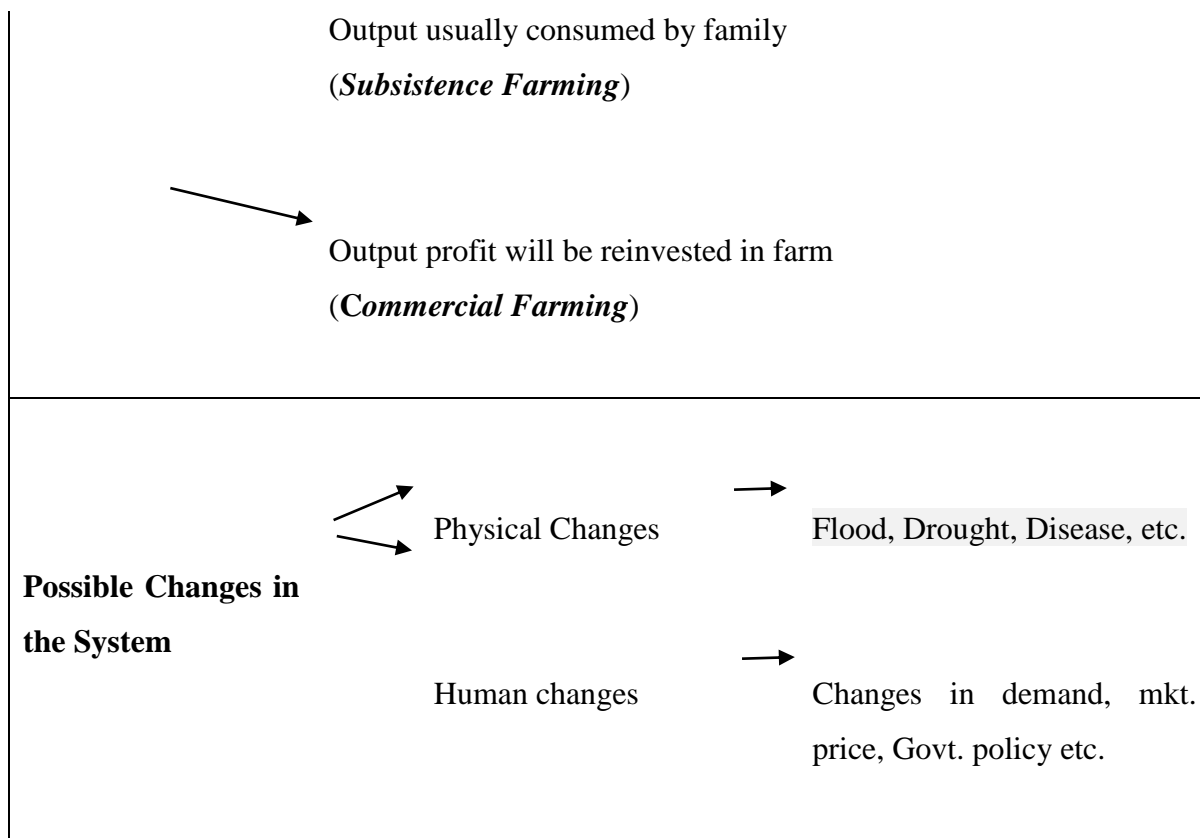 Output usually consumed by family
(Subsistence Farming)
Output profit will be reinvested in farm
(Commercial Farming)
Physical Changes
Flood, Drought, Disease, etc.
Possible Changes in
the System
Human changes
Changes in demand, mkt.
price, Govt. policy etc.